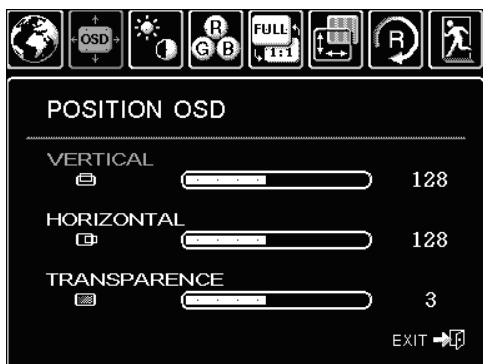 OSD R G B FULL 1:1 R
POSITION OSD
VERTICAL
128
HORIZONTAL
128
TRANSPARENCE
3
EXIT